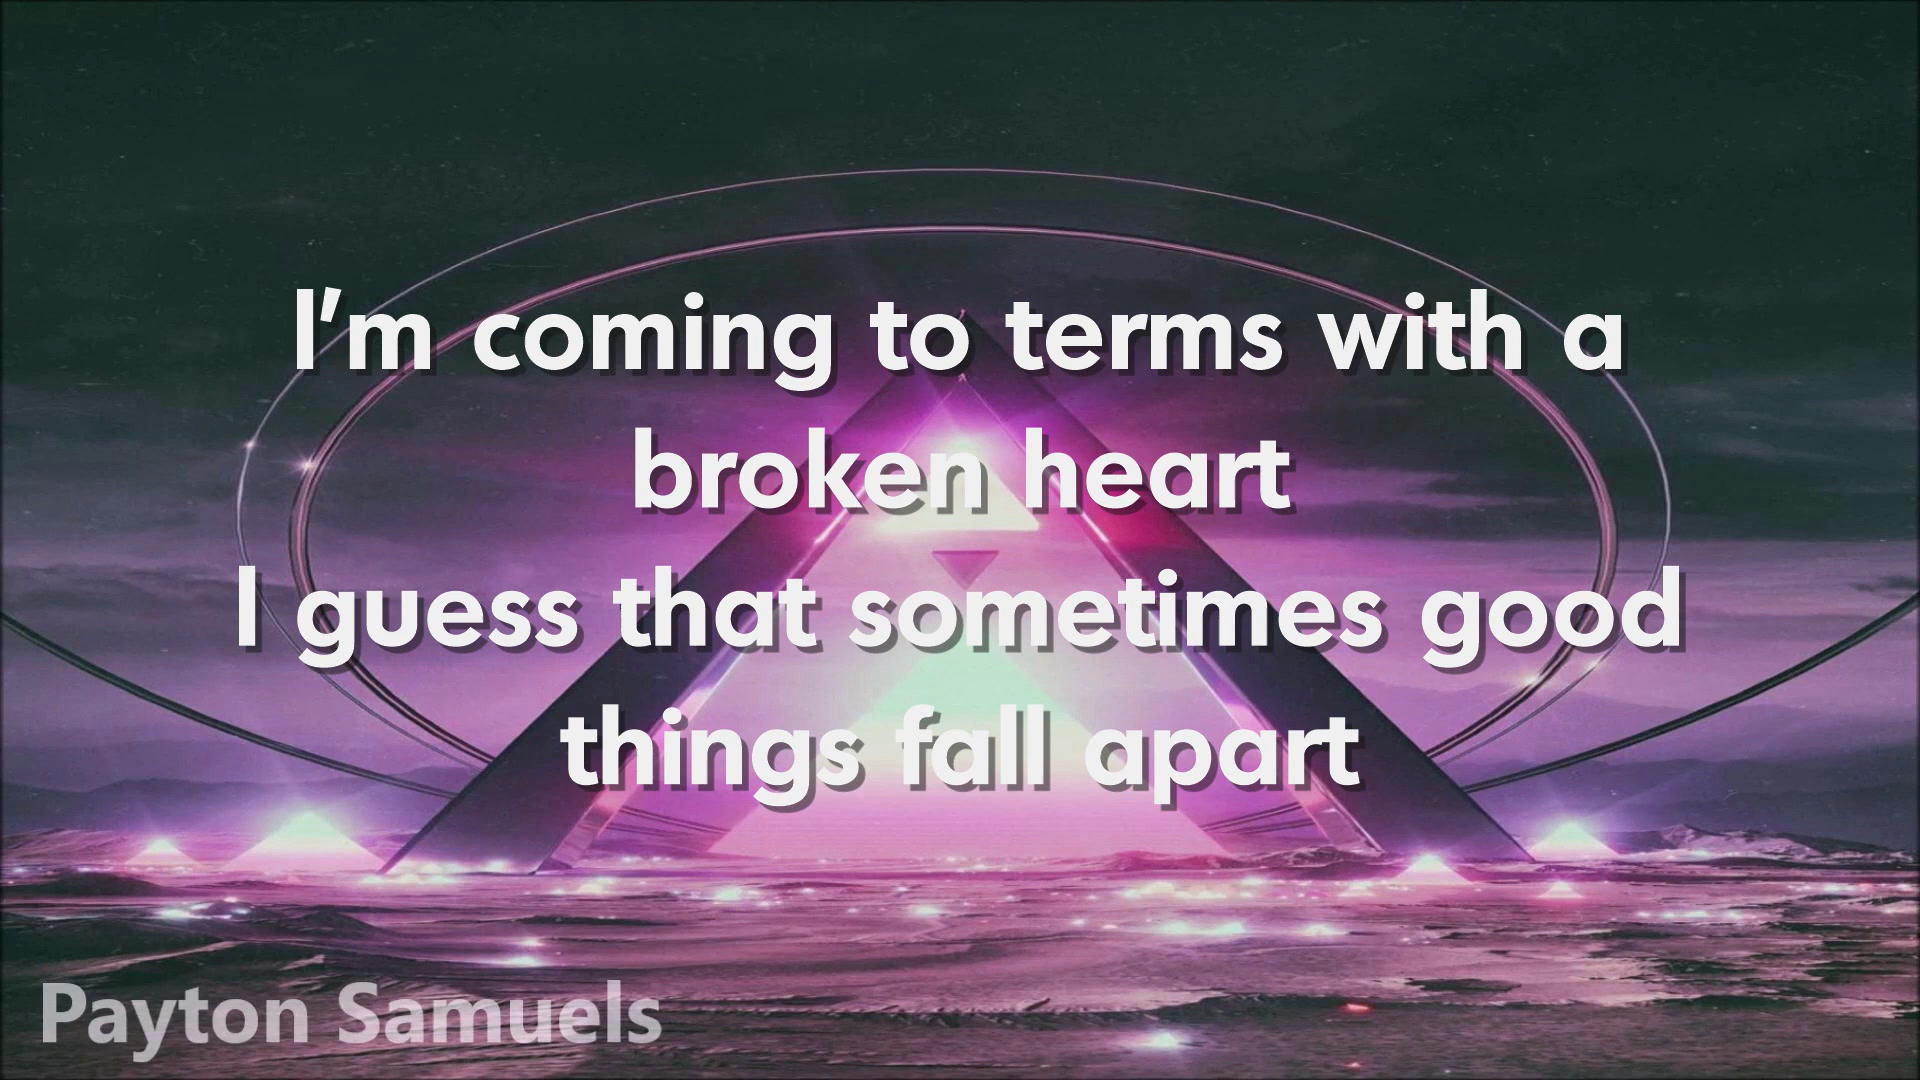 I'm coming to terms with a
broken heart
I guess that sometimes good
things fall apart
Payton Samuels